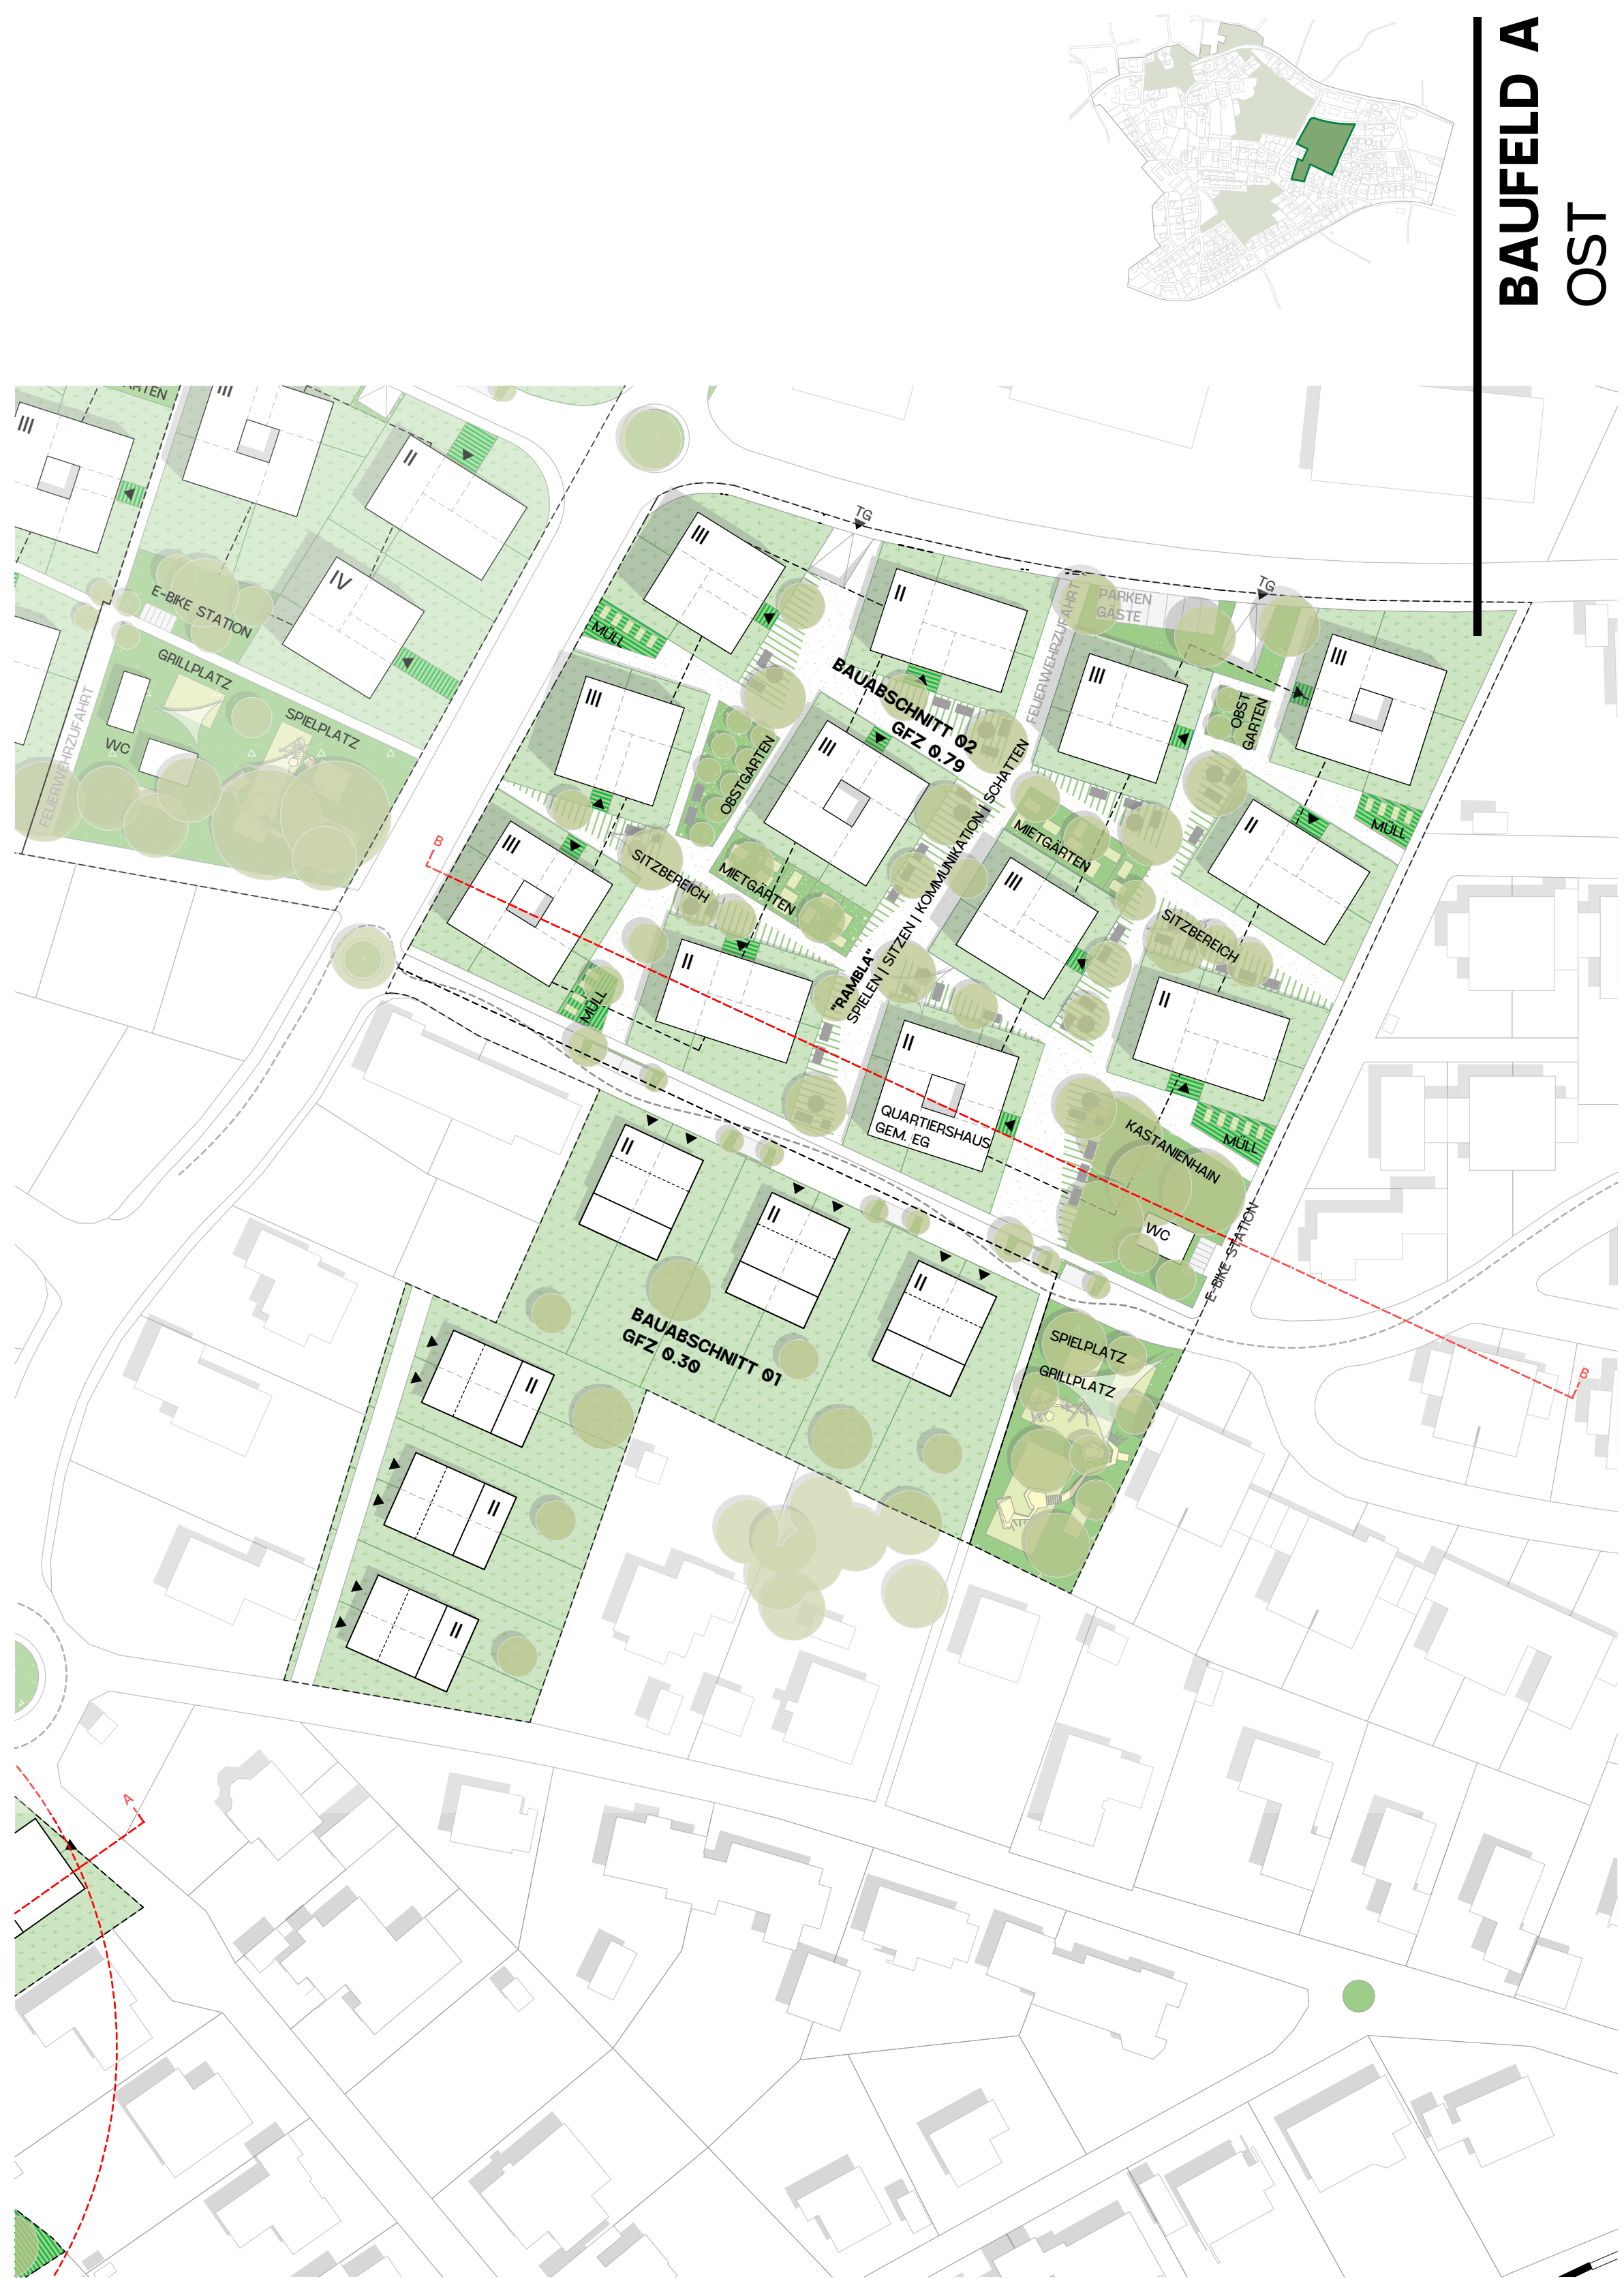 BAUFELD A
OST
GÄRTEN
III
III
II
IV
E-BIKE STATION
GRILLPLATZ
SPIELPLATZ
WC
FEUERWEHRZUFAHRT
TG
III
II
MÜLL
FEUERWEHRZUFAHRT
PARKEN
GÄSTE
TG
III
III
III
OBST
GARTEN
BAUABSCHNITT 02
GFZ 0.79
III
OBSTGARTEN
II
MÜLL
III
SITZBEREICH
MIETGÄRTEN
MIETGÄRTEN
III
"RAMBLA"
SPIELEN | SITZEN | KOMMUNIKATION | SCHATTEN
SITZBEREICH
B
II
II
MÜLL
II
QUARTIERSHAUS
GEM. EG
KASTANIENHAIN
MÜLL
WC
E-BIKE STATION
II
II
II
BAUABSCHNITT 01
GFZ 0.30
SPIELPLATZ
GRILLPLATZ
B
II
II
II
A